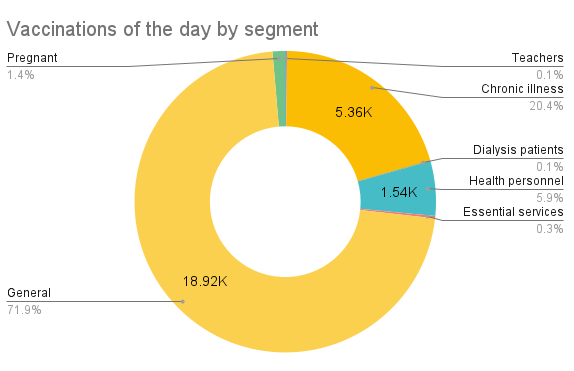 Vaccinations of the day by segment
Pregnant
1.4%
Teachers
0.1%
Chronic illness
20.4%
5.36K
Dialysis patients
0.1%
Health personnel
5.9%
1.54K
Essential services
0.3%
18.92K
General
71.9%